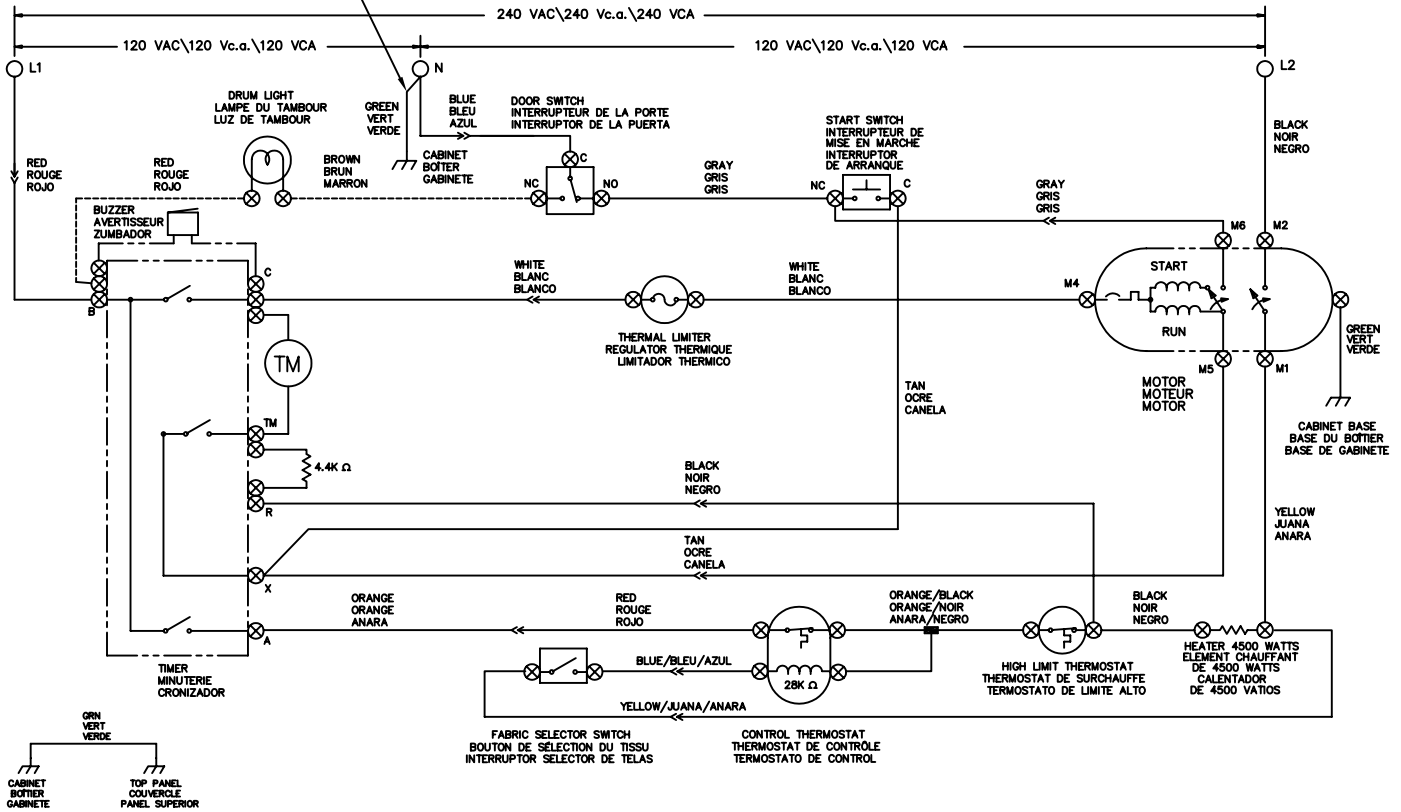 240 VAC\240 Vc.a.\240 VCA
120 VAC\120 Vc.a.\120 VCA
120 VAC\120 Vc.a.\120 VCA
L1
N
L2
DRUM LIGHT
LAMPE DU TAMBOUR
LUZ DE TAMBOUR
GREEN
VERT
VERDE
BLUE
BLEU
AZUL
DOOR SWITCH
INTERRUPTEUR DE LA PORTE
INTERRUPTOR DE LA PUERTA
START SWITCH
INTERRUPTEUR DE
MISE EN MARCHE
INTERRUPTOR
DE ARRANQUE
BLACK
NOIR
NEGRO
RED
ROUGE
ROJO
RED
ROUGE
ROJO
BROWN
BRUN
MARRON
CABINET
BOÎTIER
GABINETE
C
NC
NO
GRAY
GRIS
GRIS
NC
C
GRAY
GRIS
GRIS
BUZZER
AVERTISSEUR
ZUMBADOR
M6
M2
C
B
WHITE
BLANC
BLANCO
WHITE
BLANC
BLANCO
M4
START
RUN
THERMAL LIMITER
REGULATOR THERMIQUE
LIMITADOR THERMICO
GREEN
VERT
VERDE
TM
M5
M1
MOTOR
MOTEUR
MOTOR
TAN
OCRE
CANELA
CABINET BASE
BASE DU BOÎTIER
BASE DE GABINETE
TM
4.4K Ω
BLACK
NOIR
NEGRO
R
YELLOW
JUANA
ANARA
TAN
OCRE
CANELA
X
ORANGE
ORANGE
ANARA
RED
ROUGE
ROJO
ORANGE/BLACK
ORANGE/NOIR
ANARA/NEGRO
BLACK
NOIR
NEGRO
A
TIMER
MINUTERIE
CRONIZADOR
BLUE/BLEU/AZUL
28K Ω
HIGH LIMIT THERMOSTAT
THERMOSTAT DE SURCHAUFFE
TERMOSTATO DE LIMITE ALTO
HEATER 4500 WATTS
ELEMENT CHAUFFANT
DE 4500 WATTS
CALENTADOR
DE 4500 VATIOS
YELLOW/JUANA/ANARA
FABRIC SELECTOR SWITCH
BOUTON DE SÉLECTION DU TISSU
INTERRUPTOR SELECTOR DE TELAS
CONTROL THERMOSTAT
THERMOSTAT DE CONTRÔLE
TERMOSTATO DE CONTROL
GRN
VERT
VERDE
CABINET
BOÎTIER
GABINETE
TOP PANEL
COUVERCLE
PANEL SUPERIOR